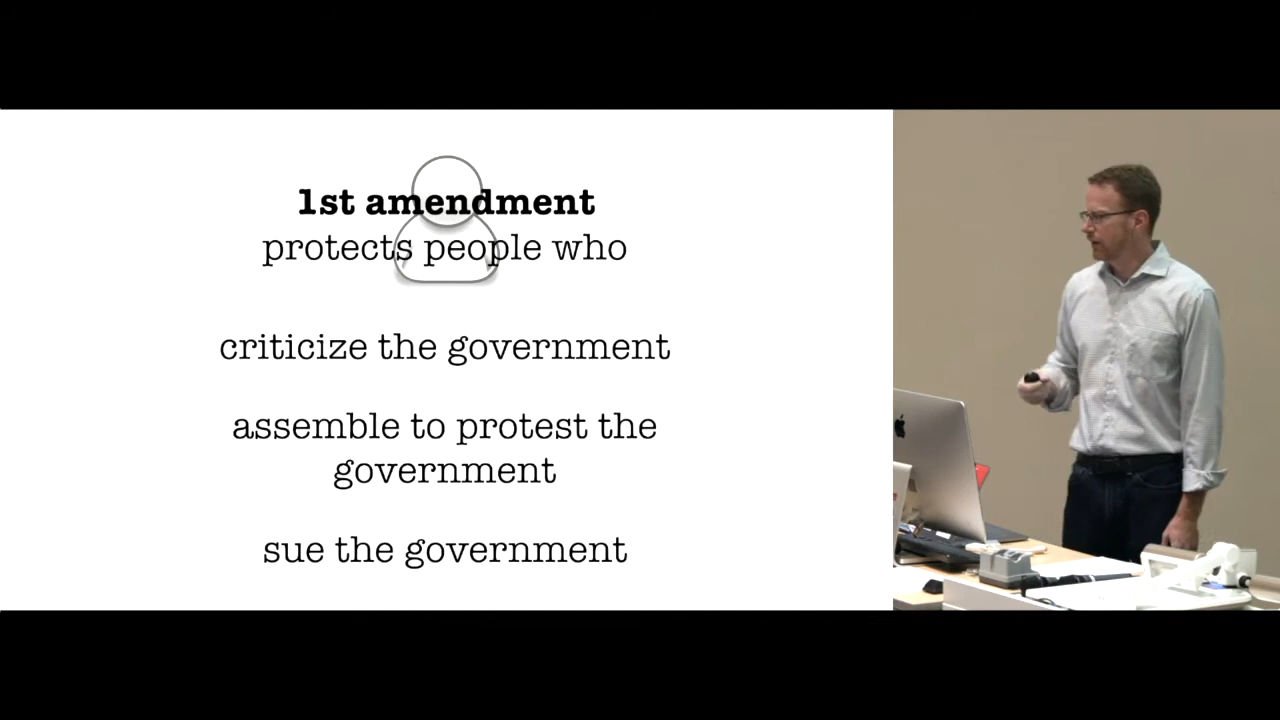 1st amendment
protects people who
criticize the government
assemble to protest the
government
sue the government